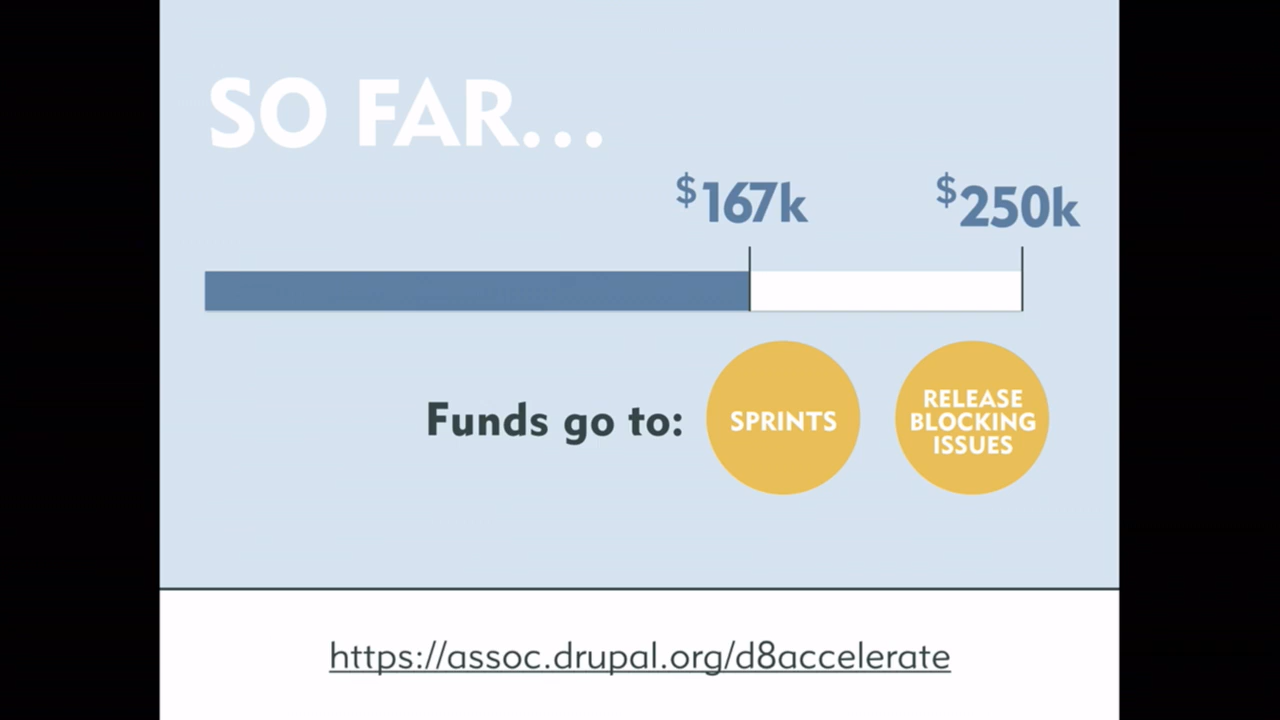 SO FAR...
$167k
$250k
Funds go to:
SPRINTS
RELEASE
BLOCKING
ISSUES
https://assoc.drupal.org/d8accelerate